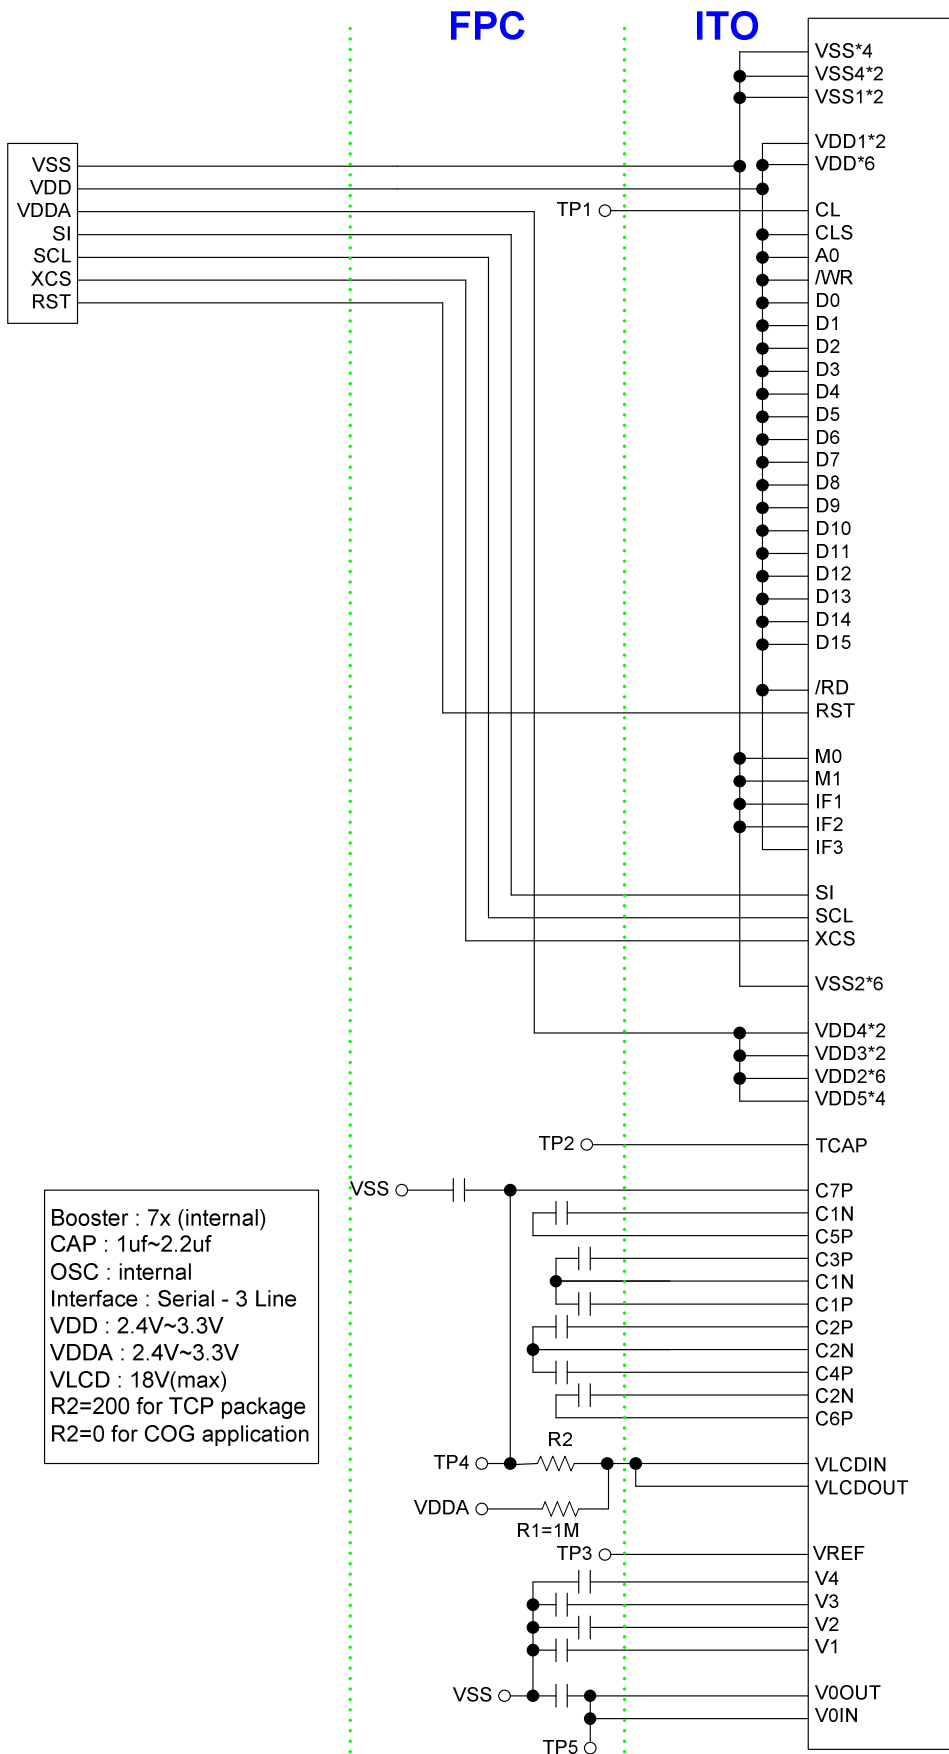 FPC
ITO
VSS
VDD
VDDA
SI
SCL
XCS
RST
VSS*4
VSS4*2
VSS1*2
VDD1*2
VDD*6
TP1
CL
CLS
A0
/WR
D0
D1
D2
D3
D4
D5
D6
D7
D8
D9
D10
D11
D12
D13
D14
D15
/RD
RST
M0
M1
IF1
IF2
IF3
SI
SCL
XCS
VSS2*6
VDD4*2
VDD3*2
VDD2*6
VDD5*4
TP2
TCAP
VSS
C7P
C1N
C5P
C3P
C1N
C1P
C2P
C2N
C4P
C2N
C6P
Booster : 7x (internal)
CAP : 1uf~2.2uf
OSC : internal
Interface : Serial - 3 Line
VDD : 2.4V~3.3V
VDDA : 2.4V~3.3V
VLCD : 18V(max)
R2=200 for TCP package
R2=0 for COG application
R2
TP4
VLCDIN
VLCDOUT
VDDA
R1=1M
TP3
VREF
V4
V3
V2
V1
VSS
V0OUT
V0IN
TP5